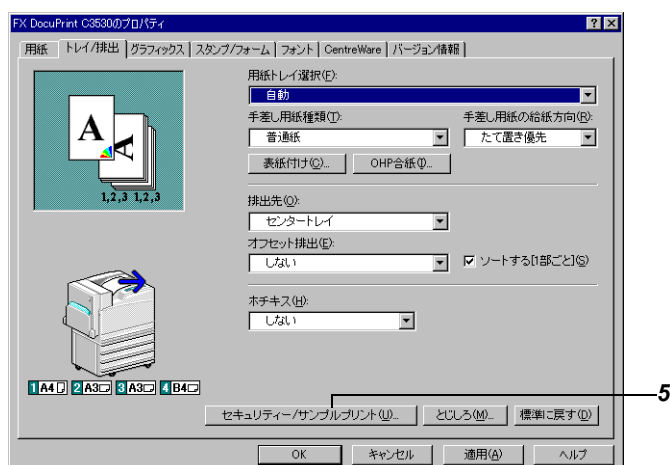 FX DocuPrint C3530のプロパティ
用紙 トレイ/排出 グラフィックス スタンプ/フォーム フォント CentreWare バージョン情報
用紙トレイ選択(F):
自動
手差し用紙種類(T): 手差し用紙の給紙方向(R):
普通紙 たて置き優先
表紙付け(C)... OHP合紙(I)...
A A
1,2,3 1,2,3
排出先(O):
センタートレイ
オフセット排出(E):
しない ソートする[1部ごと](S)
ホチキス(H):
しない
1 A4 2 A3 3 A3 4 B4
セキュリティー/サンプルプリント(U)... とじしろ(M)... 標準に戻す(D)
5
OK キャンセル 適用(A) ヘルプ